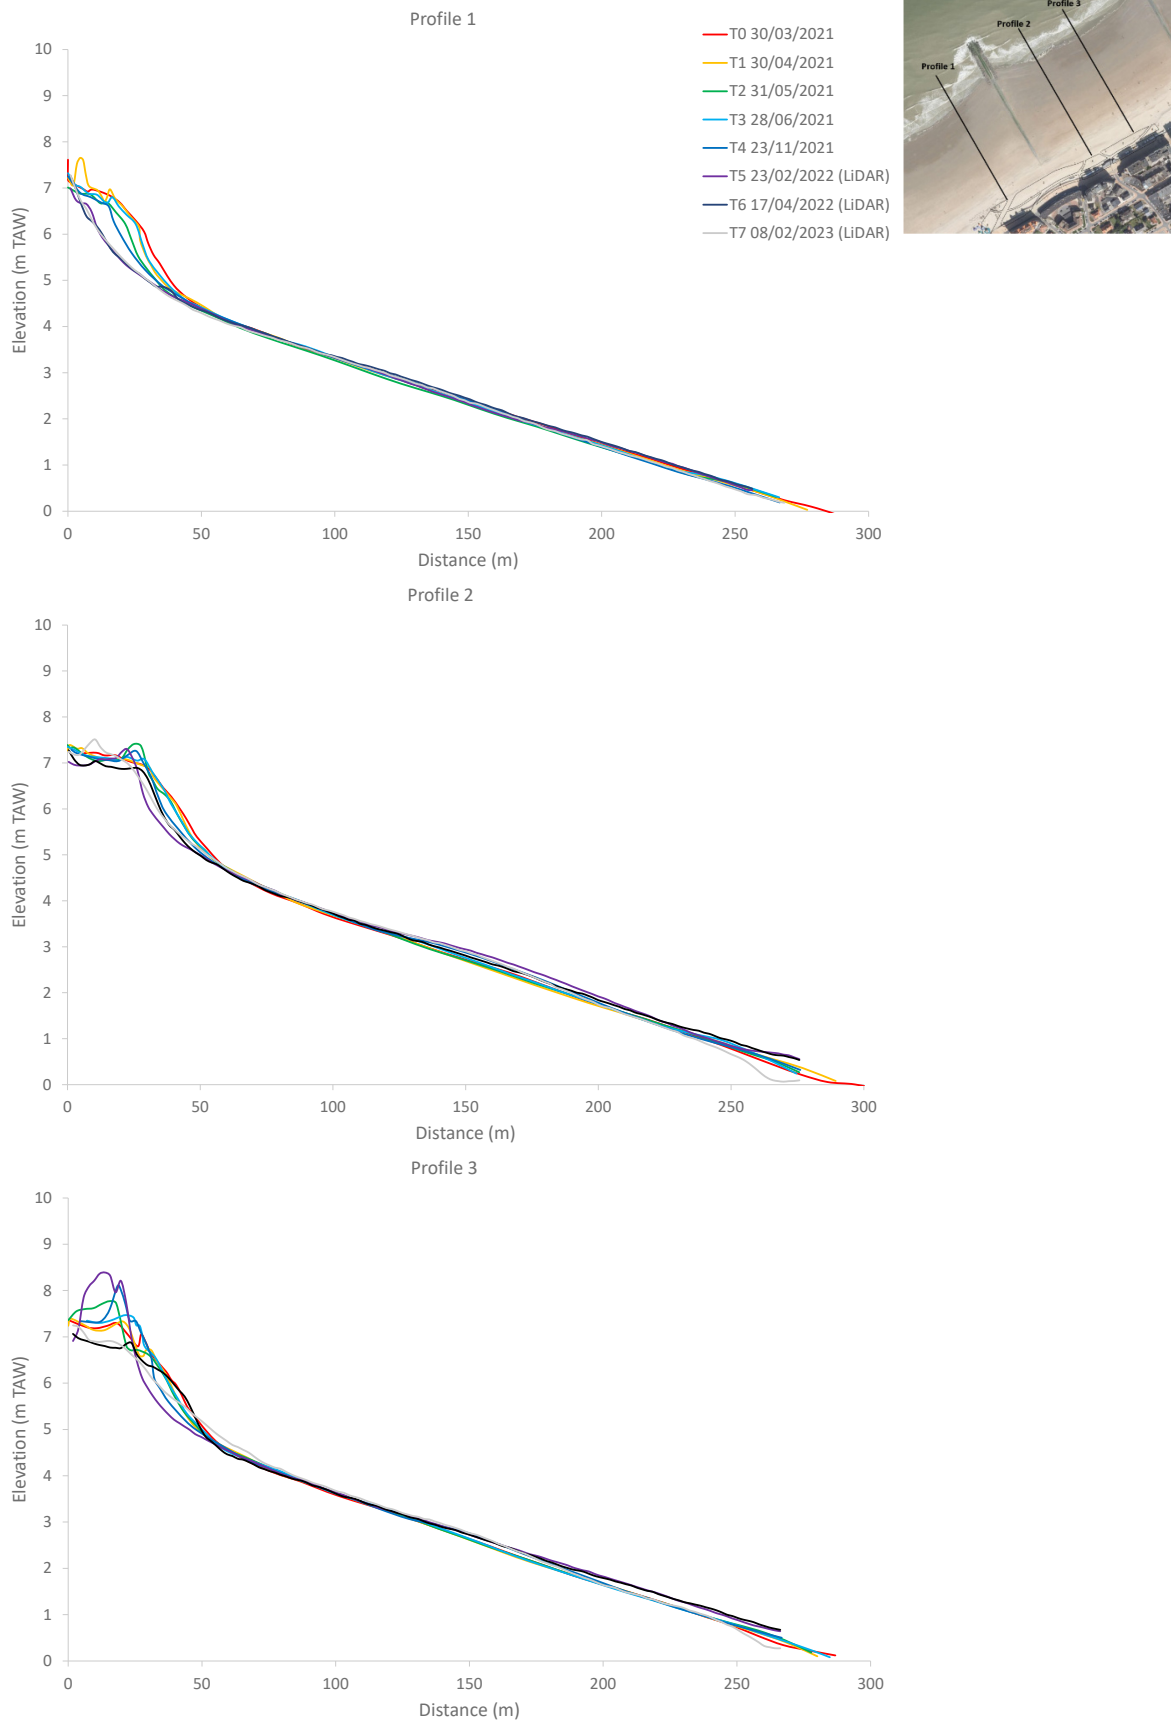 Profile 1
T0 30/03/2021
T1 30/04/2021
T2 31/05/2021
T3 28/06/2021
T4 23/11/2021
T5 23/02/2022 (LiDAR)
T6 17/04/2022 (LiDAR)
T7 08/02/2023 (LiDAR)
Profile 3
Profile 2
Profile 1
Elevation (m TAW)
10
9
8
7
6
5
4
3
2
1
0
0 50 100 150 200 250 300
Distance (m)
Profile 2
Elevation (m TAW)
10
9
8
7
6
5
4
3
2
1
0
0 50 100 150 200 250 300
Distance (m)
Profile 3
Elevation (m TAW)
10
9
8
7
6
5
4
3
2
1
0
0 50 100 150 200 250 300
Distance (m)